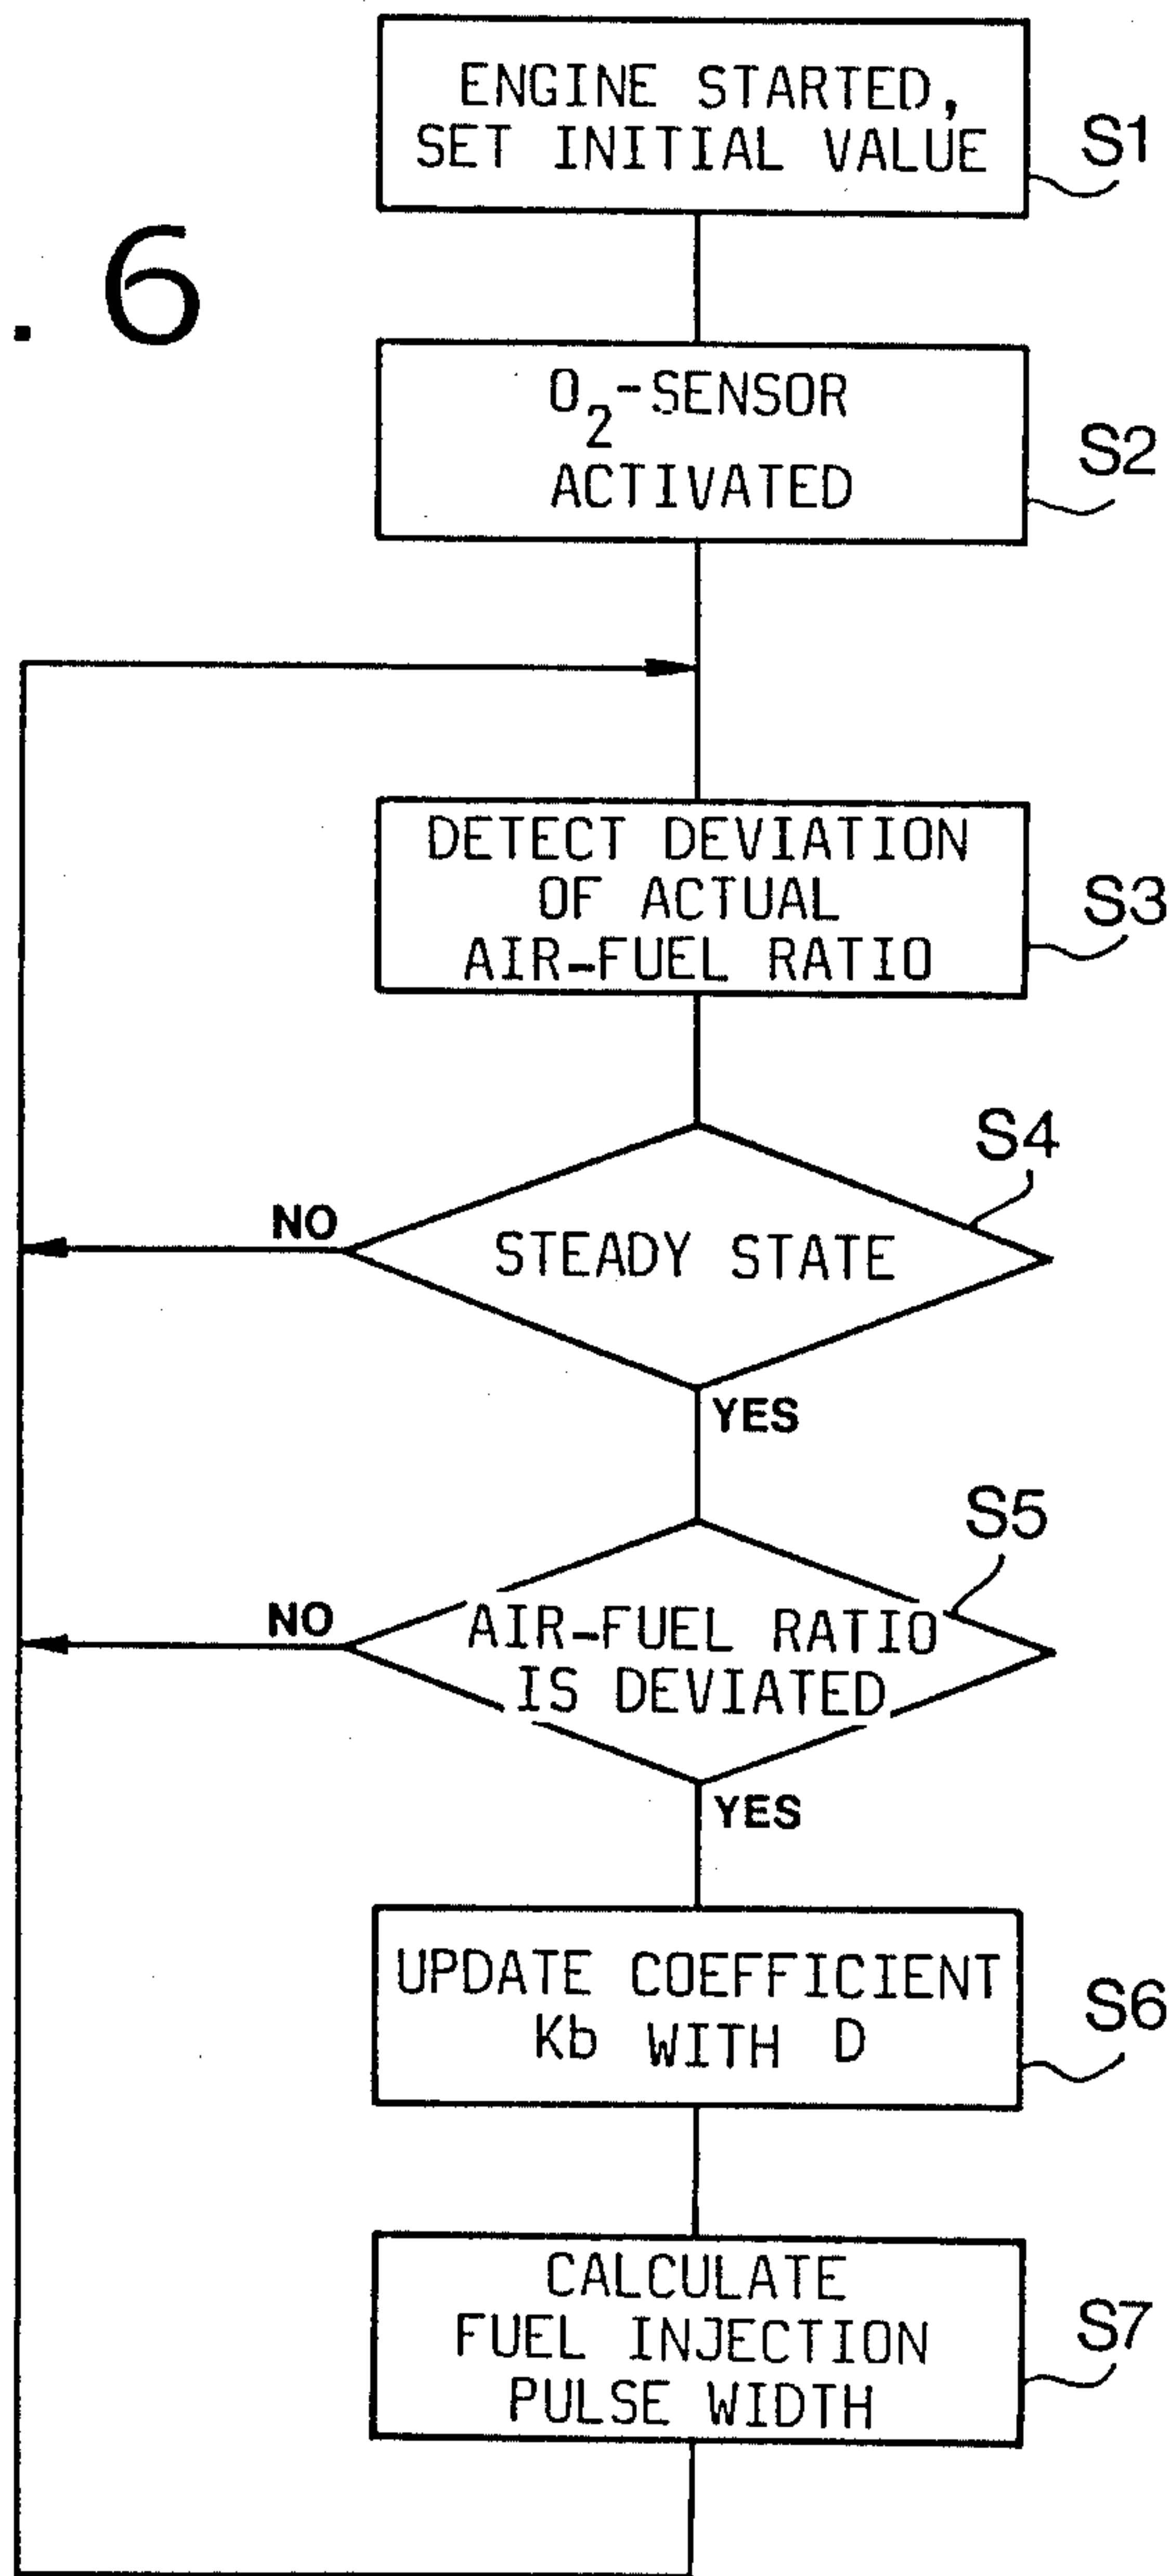 ENGINE STARTED,
SET INITIAL VALUE
S1
. 6
O₂-SENSOR
ACTIVATED
S2
DETECT DEVIATION
OF ACTUAL
AIR-FUEL RATIO
S3
S4
NO
STEADY STATE
YES
S5
NO
AIR-FUEL RATIO
IS DEVIATED
YES
UPDATE COEFFICIENT
Kb WITH D
S6
CALCULATE
FUEL INJECTION
PULSE WIDTH
S7